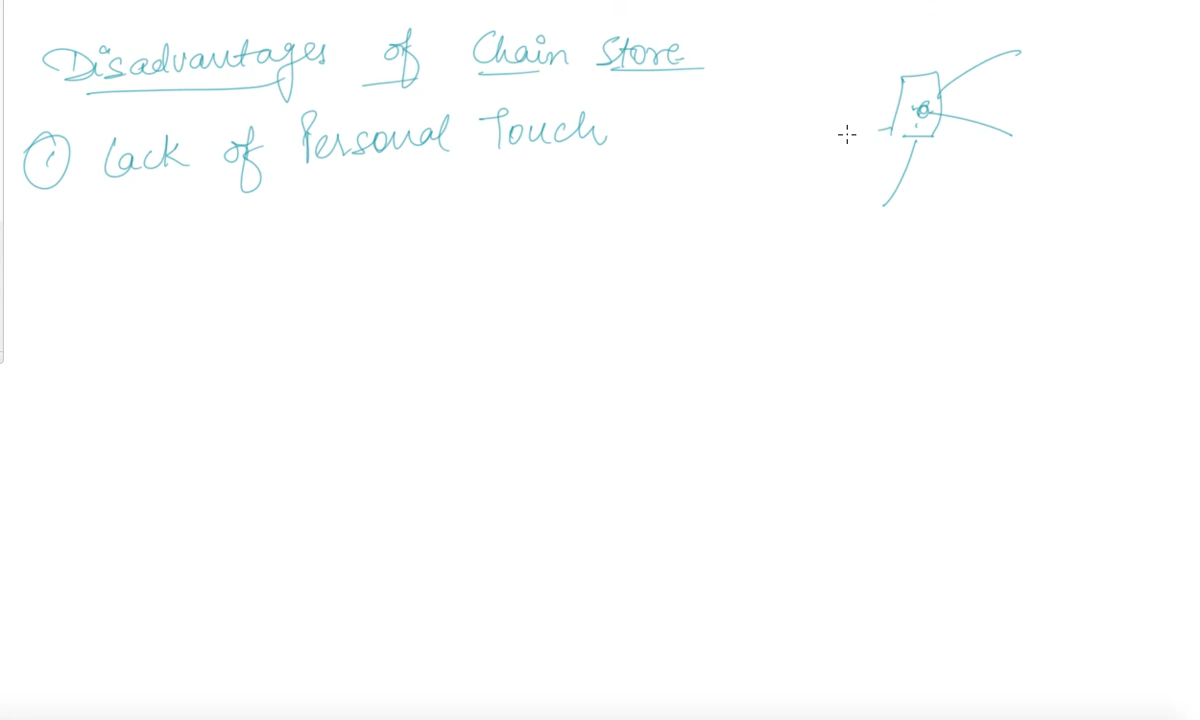 Disadvantages of Chain Store
① Lack of Personal Touch